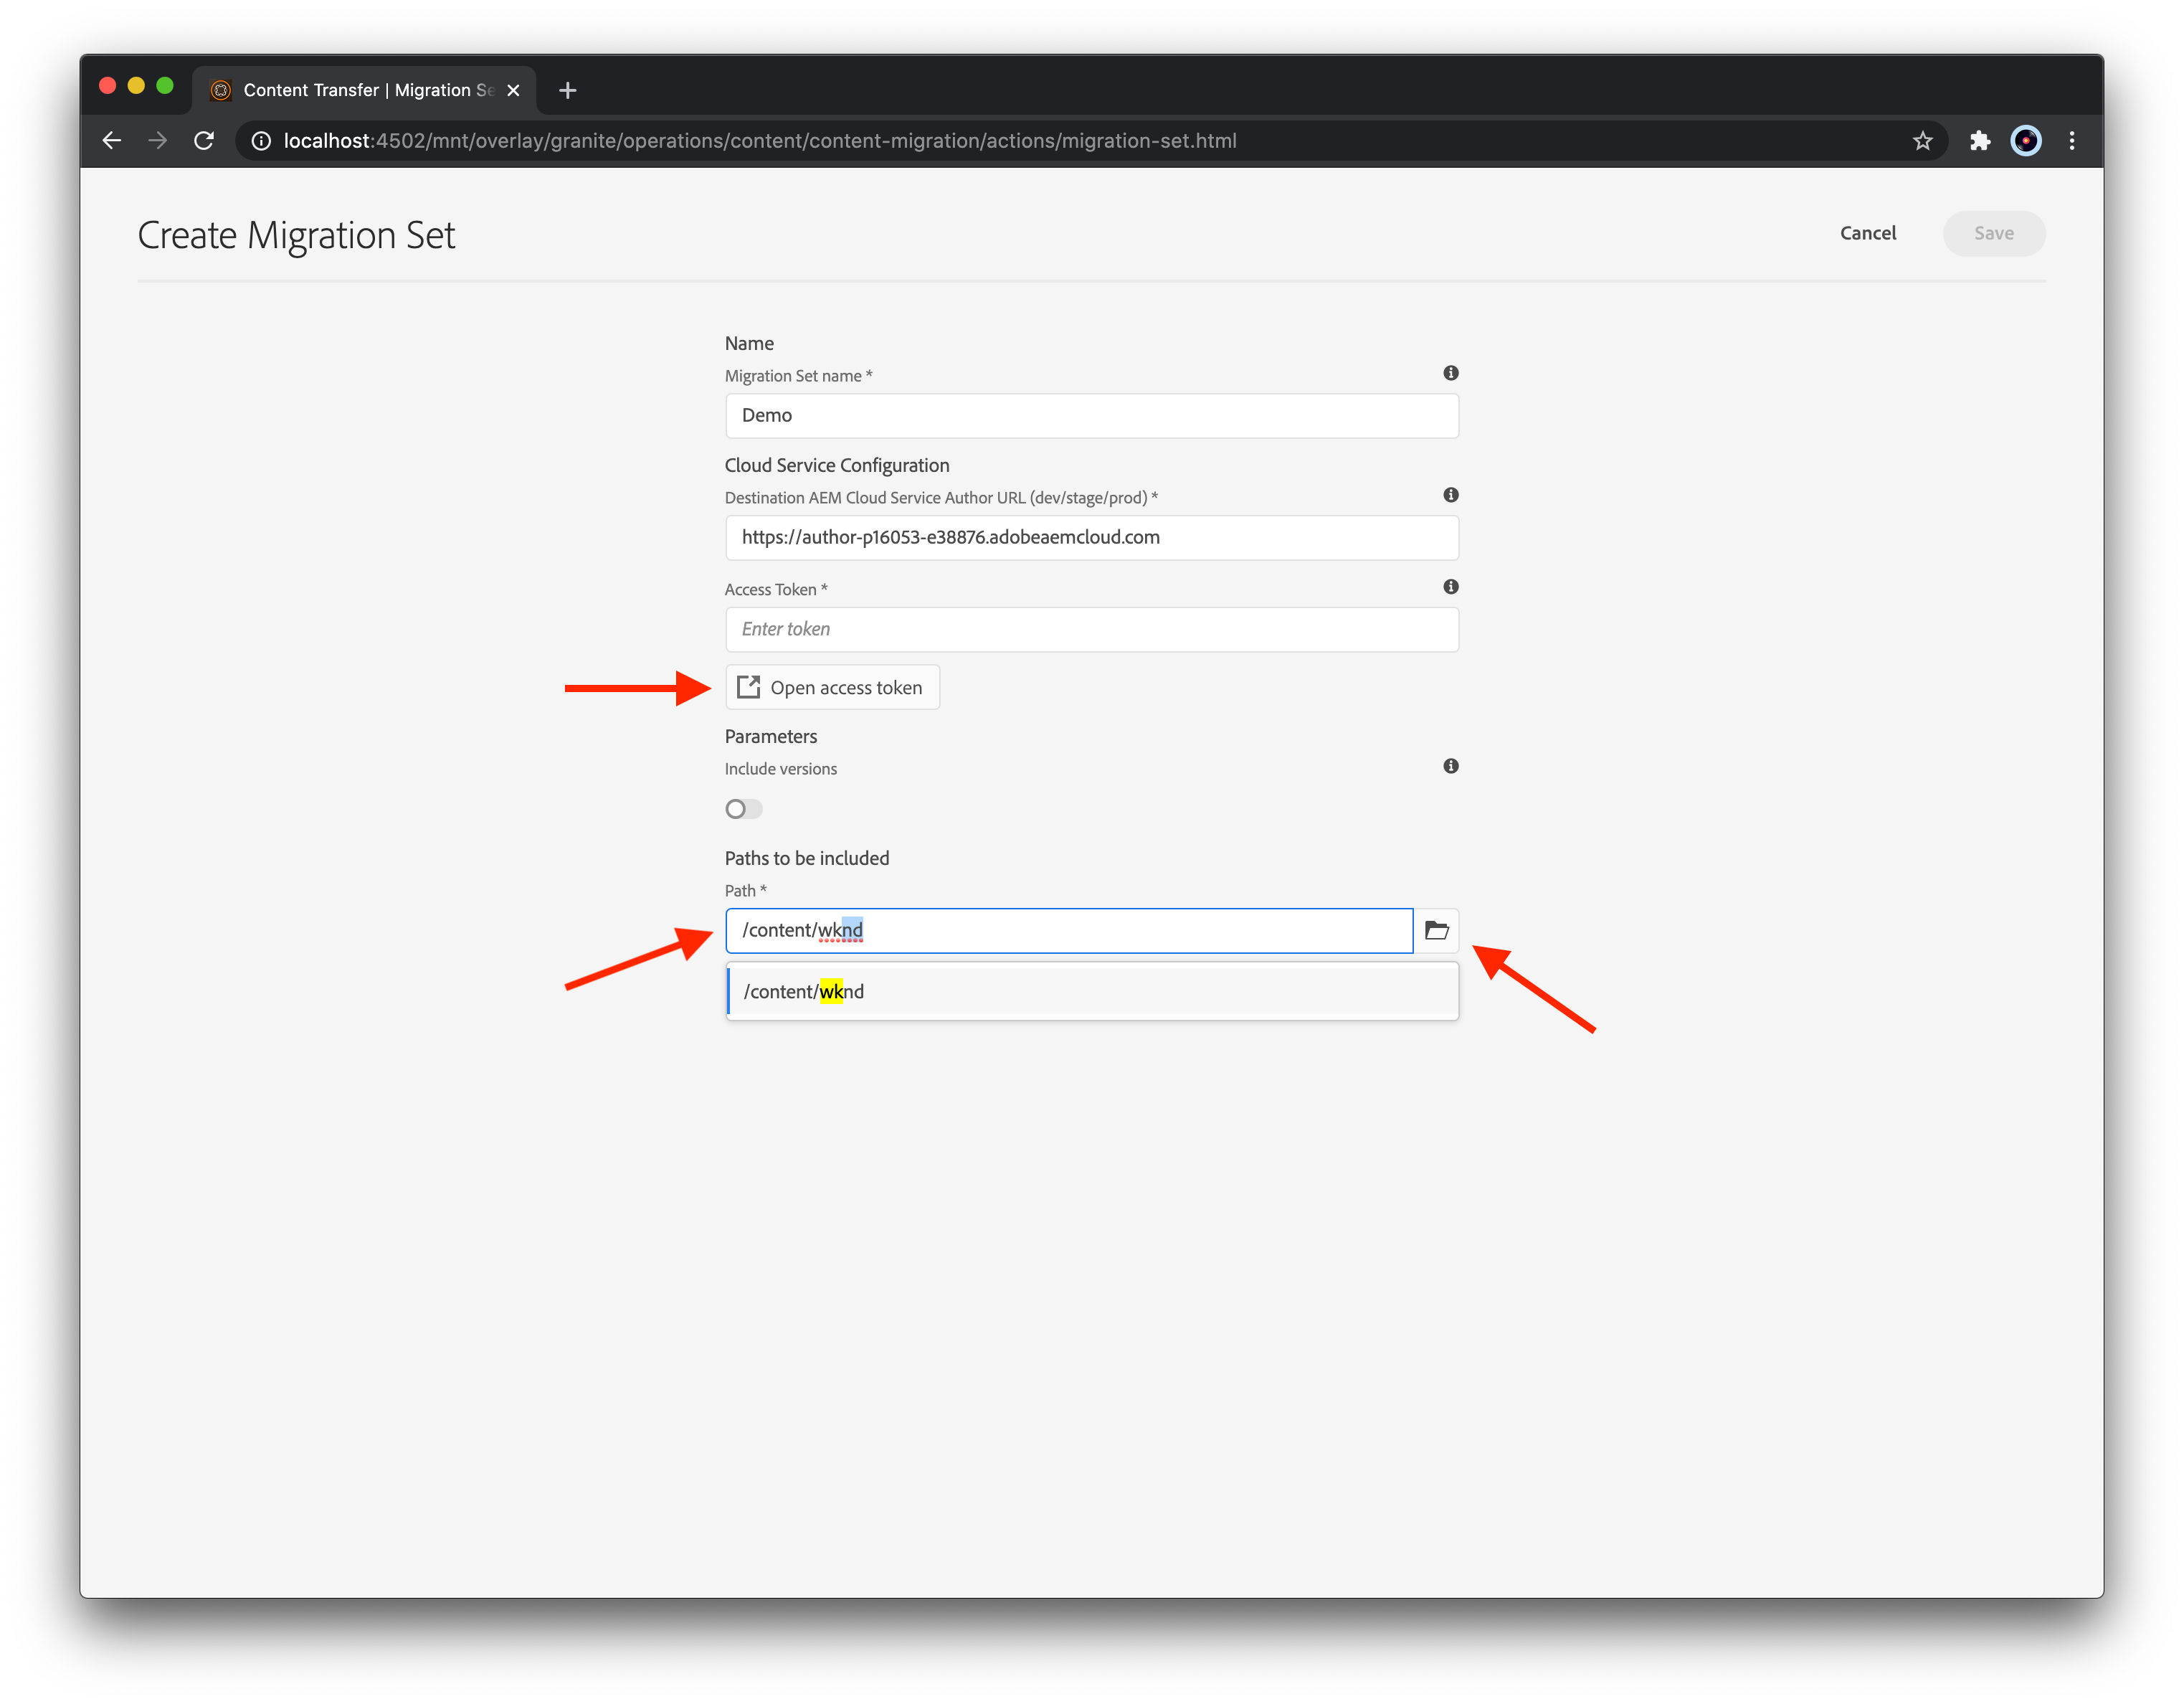 Content Transfer | Migration Se
localhost:4502/mnt/overlay/granite/operations/content/content-migration/actions/migration-set.html
Create Migration Set
Cancel
Save
Name
Migration Set name *
Demo
Cloud Service Configuration
Destination AEM Cloud Service Author URL (dev/stage/prod) *
https://author-p16053-e38876.adobeaemcloud.com
Access Token *
Enter token
Open access token
Parameters
Include versions
Paths to be included
Path *
/content/wknd
/content/wknd